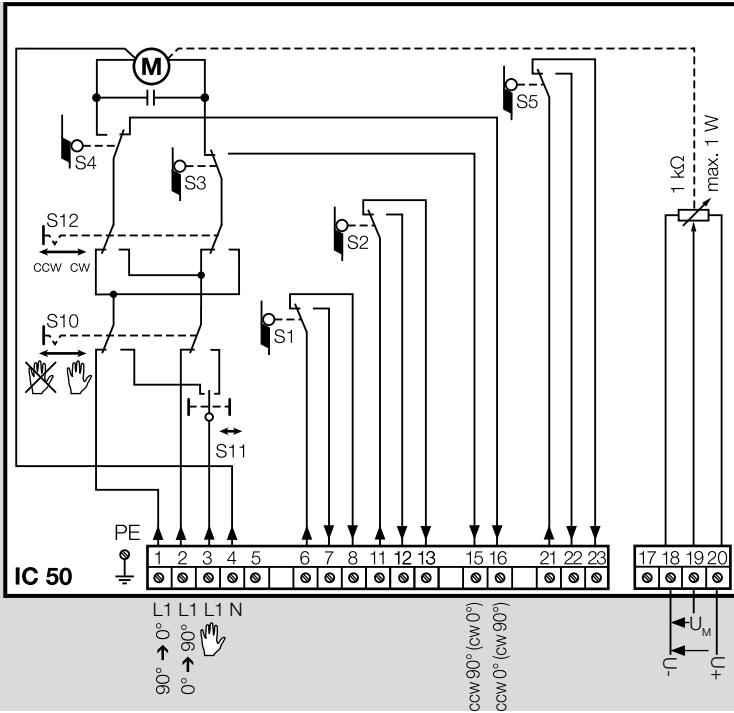 M
S4
S3
S5
1 kΩ
max. 1 W
S12
ccw cw
S2
S10
S1
S11
PE
IC 50
1 2 3 4 5 6 7 8 11 12 13 15 16 21 22 23 17 18 19 20
L1 L1 L1 N
90° → 0°
0° → 90°
ccw 90° (cw 0°)
ccw 0° (cw 90°)
UM
U-
U+